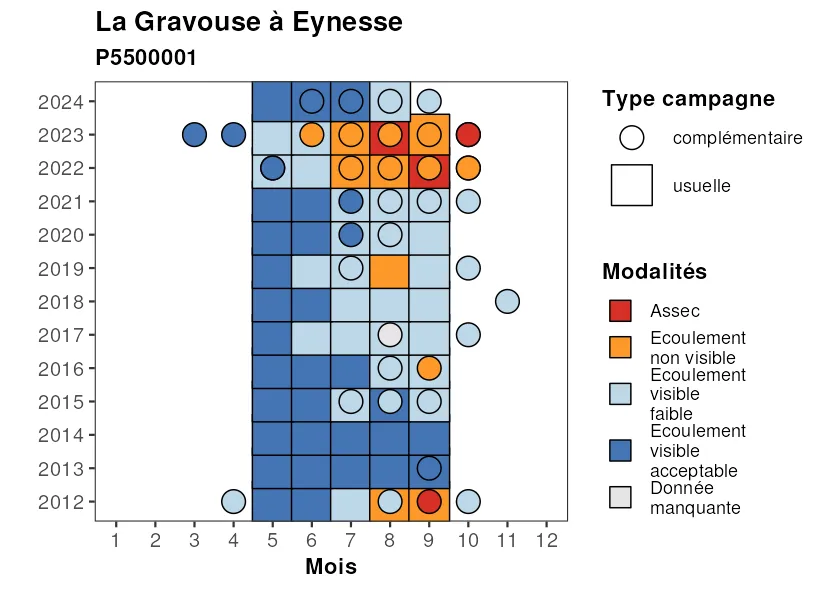 La Gravouse à Eynesse
P5500001
2024
2023
2022
2021
2020
2019
2018
2017
2016
2015
2014
2013
2012
1 2 3 4 5 6 7 8 9 10 11 12
Mois
Type campagne
complémentaire
usuelle
Modalités
Assec
Ecoulement
non visible
Ecoulement
visible
faible
Ecoulement
visible
acceptable
Donnée
manquante